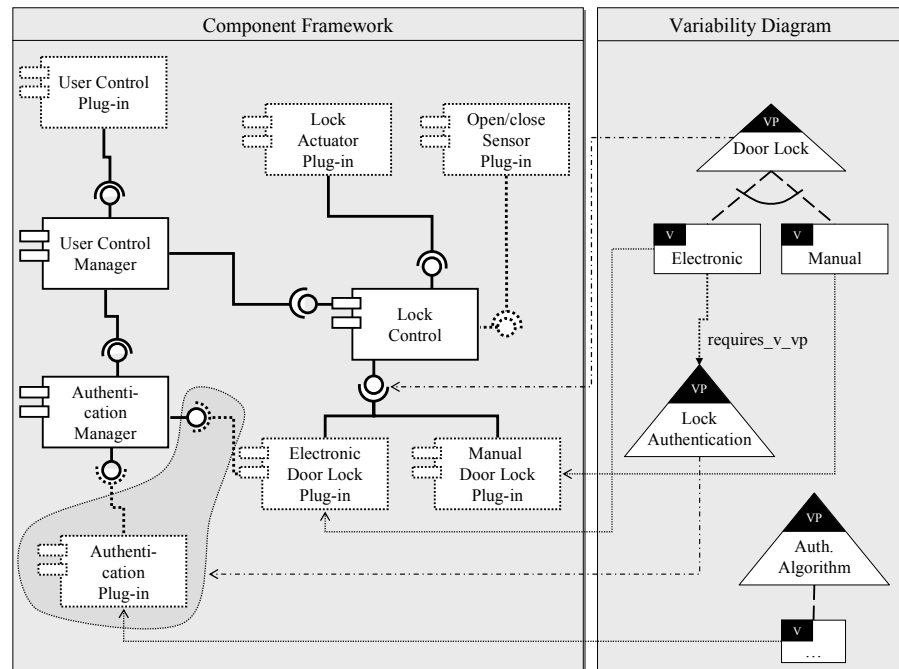 Component Framework
User Control
Plug-in
Lock
Actuator
Plug-in
Open/close
Sensor
Plug-in
User Control
Manager
Lock
Control
Authenti-
cation
Manager
Electronic
Door Lock
Plug-in
Manual
Door Lock
Plug-in
Authenti-
cation
Plug-in
Variability Diagram
VP
Door Lock
V
Electronic
V
Manual
requires_v_vp
VP
Lock
Authentication
VP
Auth.
Algorithm
V
...